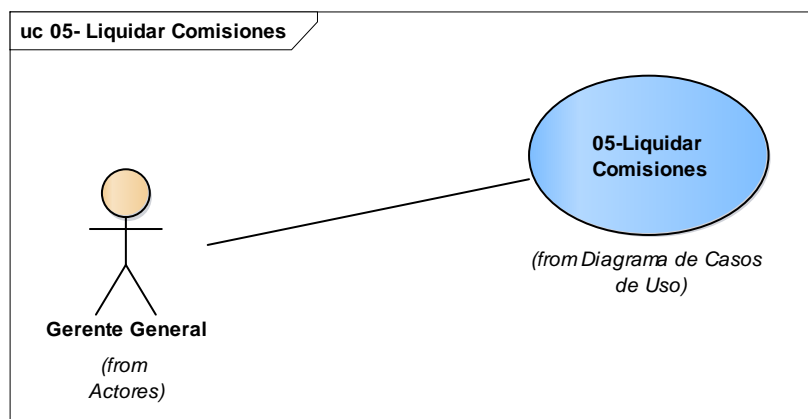 uc 05- Liquidar Comisiones
05-Liquidar
Comisiones
(from Diagrama de Casos
de Uso)
Gerente General
(from
Actores)